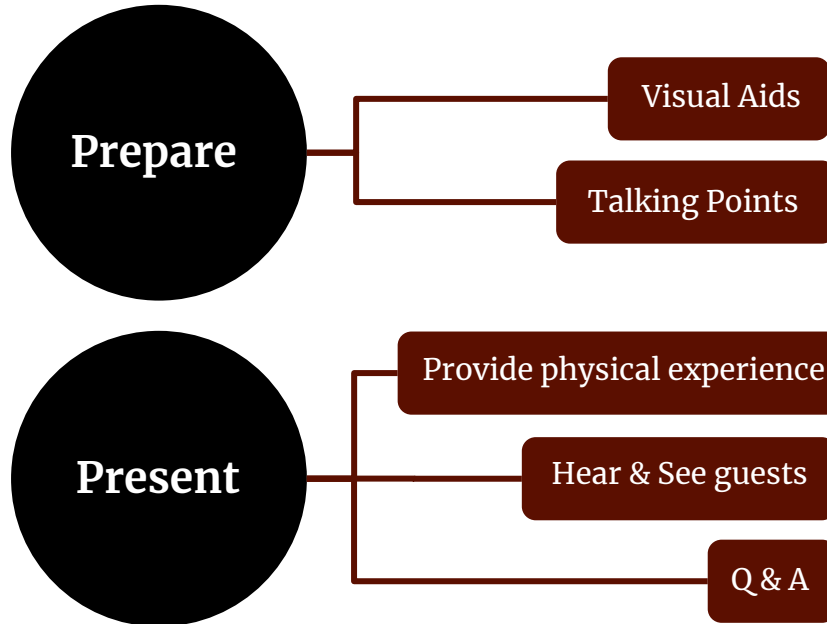 Prepare
Visual Aids
Talking Points
Present
Provide physical experience
Hear & See guests
Q & A